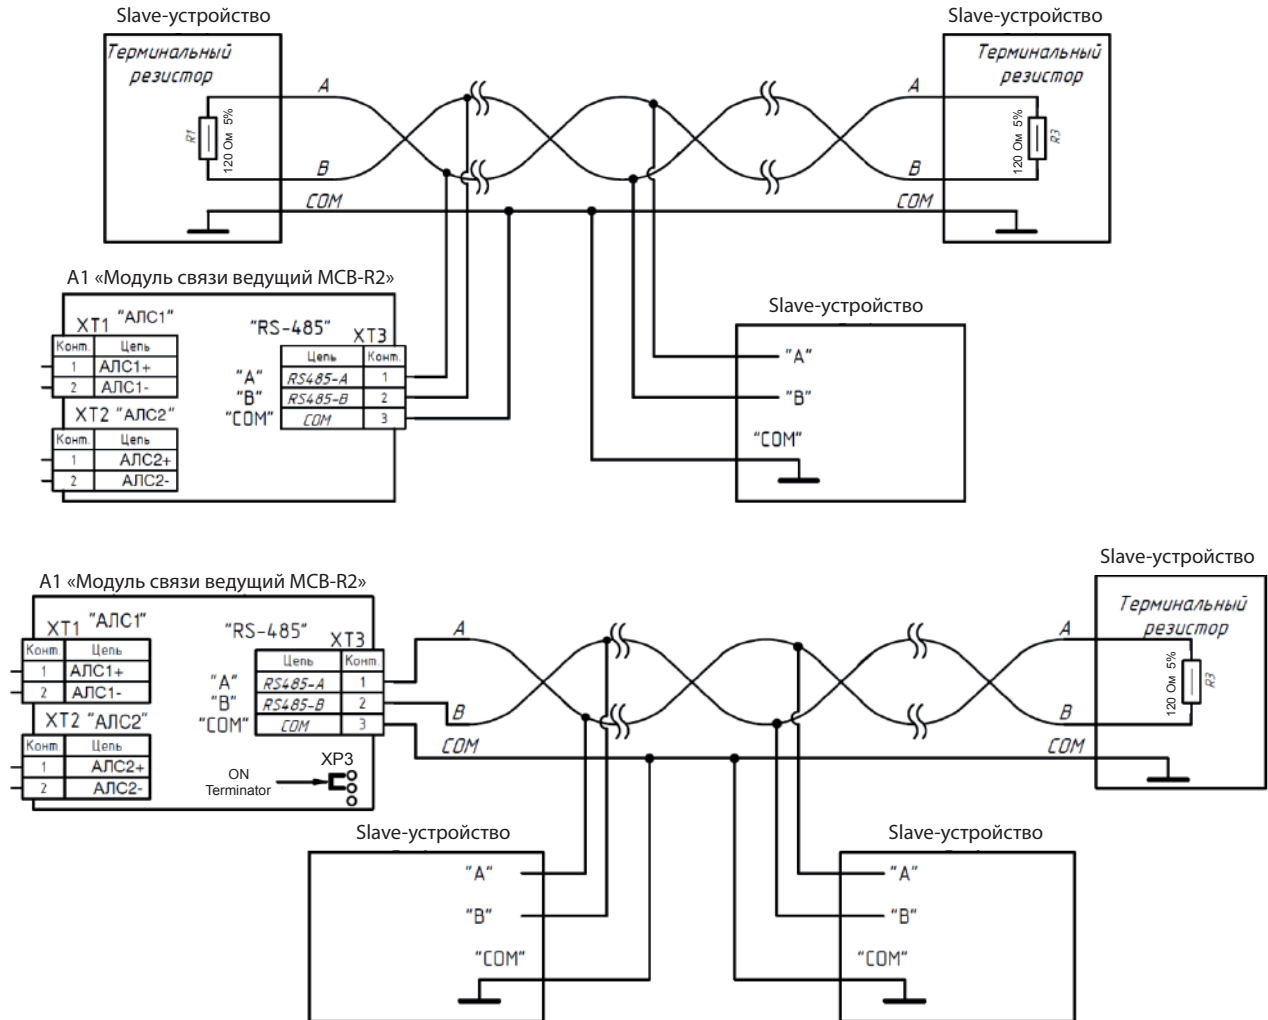 Slave-устройство
Slave-устройство
Терминальный
резистор
Терминальный
резистор
A
A
R1
120 Ом 5%
120 Ом 5%
R3
B
B
COM
COM
А1 «Модуль связи ведущий МСВ-R2»
XT1 "АЛС1"
Конт. Цепь
1 АЛС1+
2 АЛС1-
XT2 "АЛС2"
Конт. Цепь
1 АЛС2+
2 АЛС2-
"RS-485" XT3
Цепь Конт.
"A" RS485-A 1
"B" RS485-B 2
"COM" COM 3
Slave-устройство
"A"
"B"
"COM"
Slave-устройство
А1 «Модуль связи ведущий МСВ-R2»
XT1 "АЛС1"
Конт. Цепь
1 АЛС1+
2 АЛС1-
XT2 "АЛС2"
Конт. Цепь
1 АЛС2+
2 АЛС2-
"RS-485" XT3
Цепь Конт.
"A" RS485-A 1
"B" RS485-B 2
"COM" COM 3
XP3
ON
Terminator
A
B
COM
A
B
COM
Терминальный
резистор
120 Ом 5%
R3
Slave-устройство
"A"
"B"
"COM"
Slave-устройство
"A"
"B"
"COM"